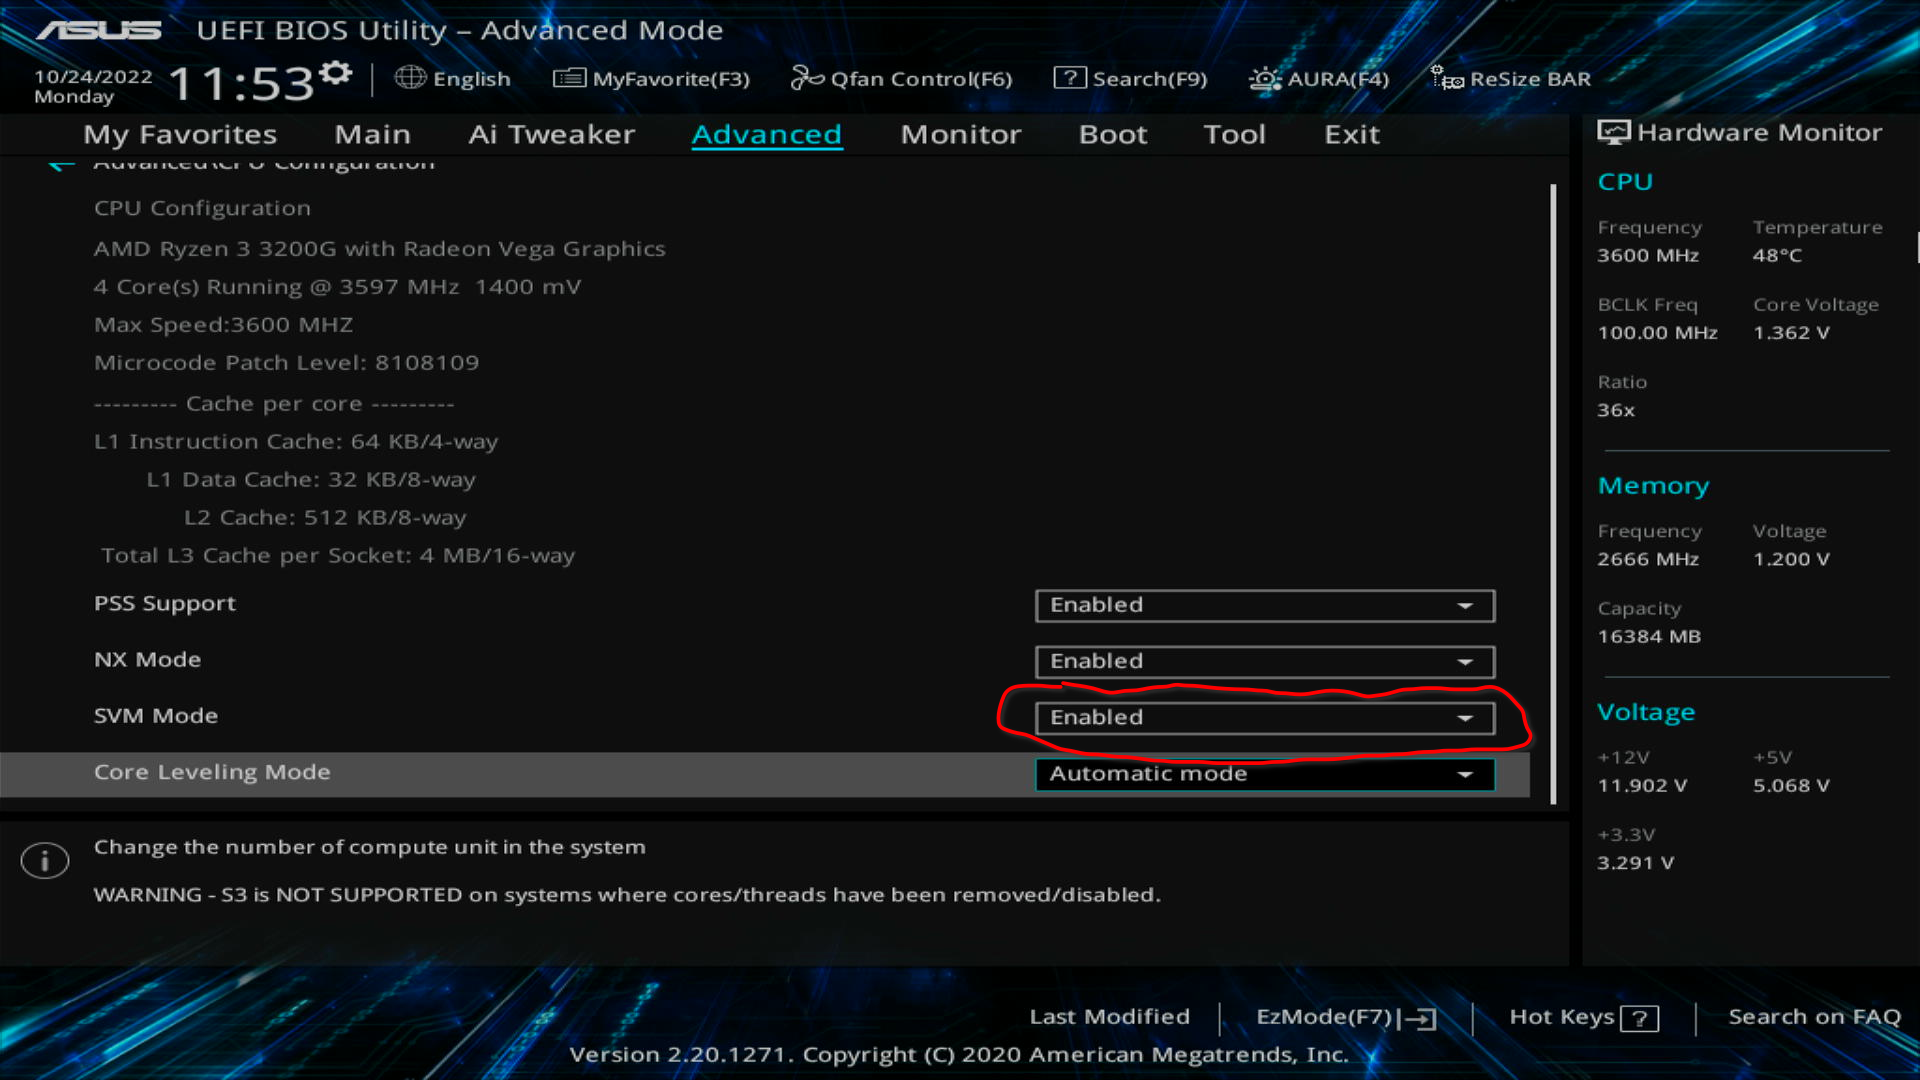 ASUS UEFI BIOS Utility – Advanced Mode
10/24/2022 Monday 11:53 English MyFavorite(F3) Qfan Control(F6) ? Search(F9) AURA(F4) ReSize BAR
My Favorites Main Ai Tweaker Advanced Monitor Boot Tool Exit
Advanced\CPU Configuration
CPU Configuration
AMD Ryzen 3 3200G with Radeon Vega Graphics
4 Core(s) Running @ 3597 MHz 1400 mV
Max Speed:3600 MHZ
Microcode Patch Level: 8108109
--------- Cache per core ---------
L1 Instruction Cache: 64 KB/4-way
L1 Data Cache: 32 KB/8-way
L2 Cache: 512 KB/8-way
Total L3 Cache per Socket: 4 MB/16-way
PSS Support Enabled
NX Mode Enabled
SVM Mode Enabled
Core Leveling Mode Automatic mode
i Change the number of compute unit in the system
WARNING - S3 is NOT SUPPORTED on systems where cores/threads have been removed/disabled.
Hardware Monitor
CPU
Frequency Temperature
3600 MHz 48°C
BCLK Freq Core Voltage
100.00 MHz 1.362 V
Ratio
36x
Memory
Frequency Voltage
2666 MHz 1.200 V
Capacity
16384 MB
Voltage
+12V +5V
11.902 V 5.068 V
+3.3V
3.291 V
Last Modified EzMode(F7) Hot Keys ? Search on FAQ
Version 2.20.1271. Copyright (C) 2020 American Megatrends, Inc.